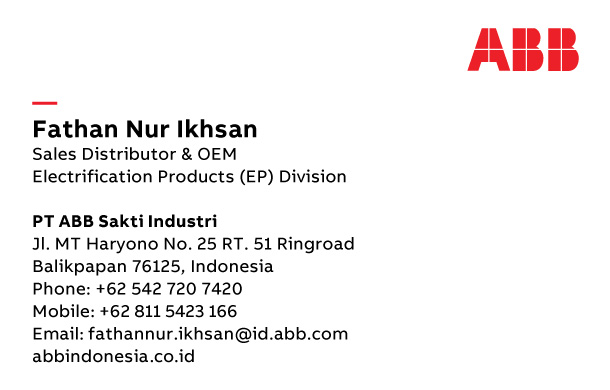 ABB
Fathan Nur Ikhsan
Sales Distributor & OEM
Electrification Products (EP) Division
PT ABB Sakti Industri
Jl. MT Haryono No. 25 RT. 51 Ringroad
Balikpapan 76125, Indonesia
Phone: +62 542 720 7420
Mobile: +62 811 5423 166
Email: fathannur.ikhsan@id.abb.com
abbindonesia.co.id